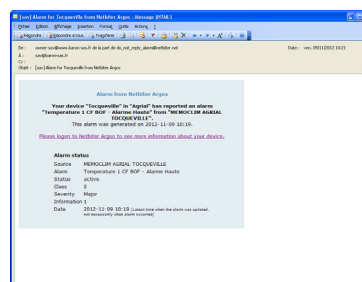 [sav] Alarm for Tocqueville from Netbiter Argos - Message (HTML)
Fichier Edition Affichage Insertion Format Outils Actions ?
Répondre Répondre à tous Transférer
De : owner-sav@www.baron-sas.fr de la part de do_not_reply_alarm@netbiter.net Date : ven. 09/11/2012 10:21
À : sav@baron-sas.fr
Cc :
Objet : [sav] Alarm for Tocqueville from Netbiter Argos
Alarm from Netbiter Argos
Your device "Tocqueville" in "Agrial" has reported an alarm
"Temperature 1 CF BOF - Alarme Haute" from "MEMOCLIM AGRIAL
TOCQUEVILLE".
This alarm was generated on 2012-11-09 10:19.
Please logon to Netbiter Argos to see more information about your device.
Alarm status
Source MEMOCLIM AGRIAL TOCQUEVILLE
Alarm Temperature 1 CF BOF - Alarme Haute
Status active
Class S
Severity Major
Information 1
Date 2012-11-09 10:19 (Latest time when the alarm was updated,
not necessarily when alarm occurred)